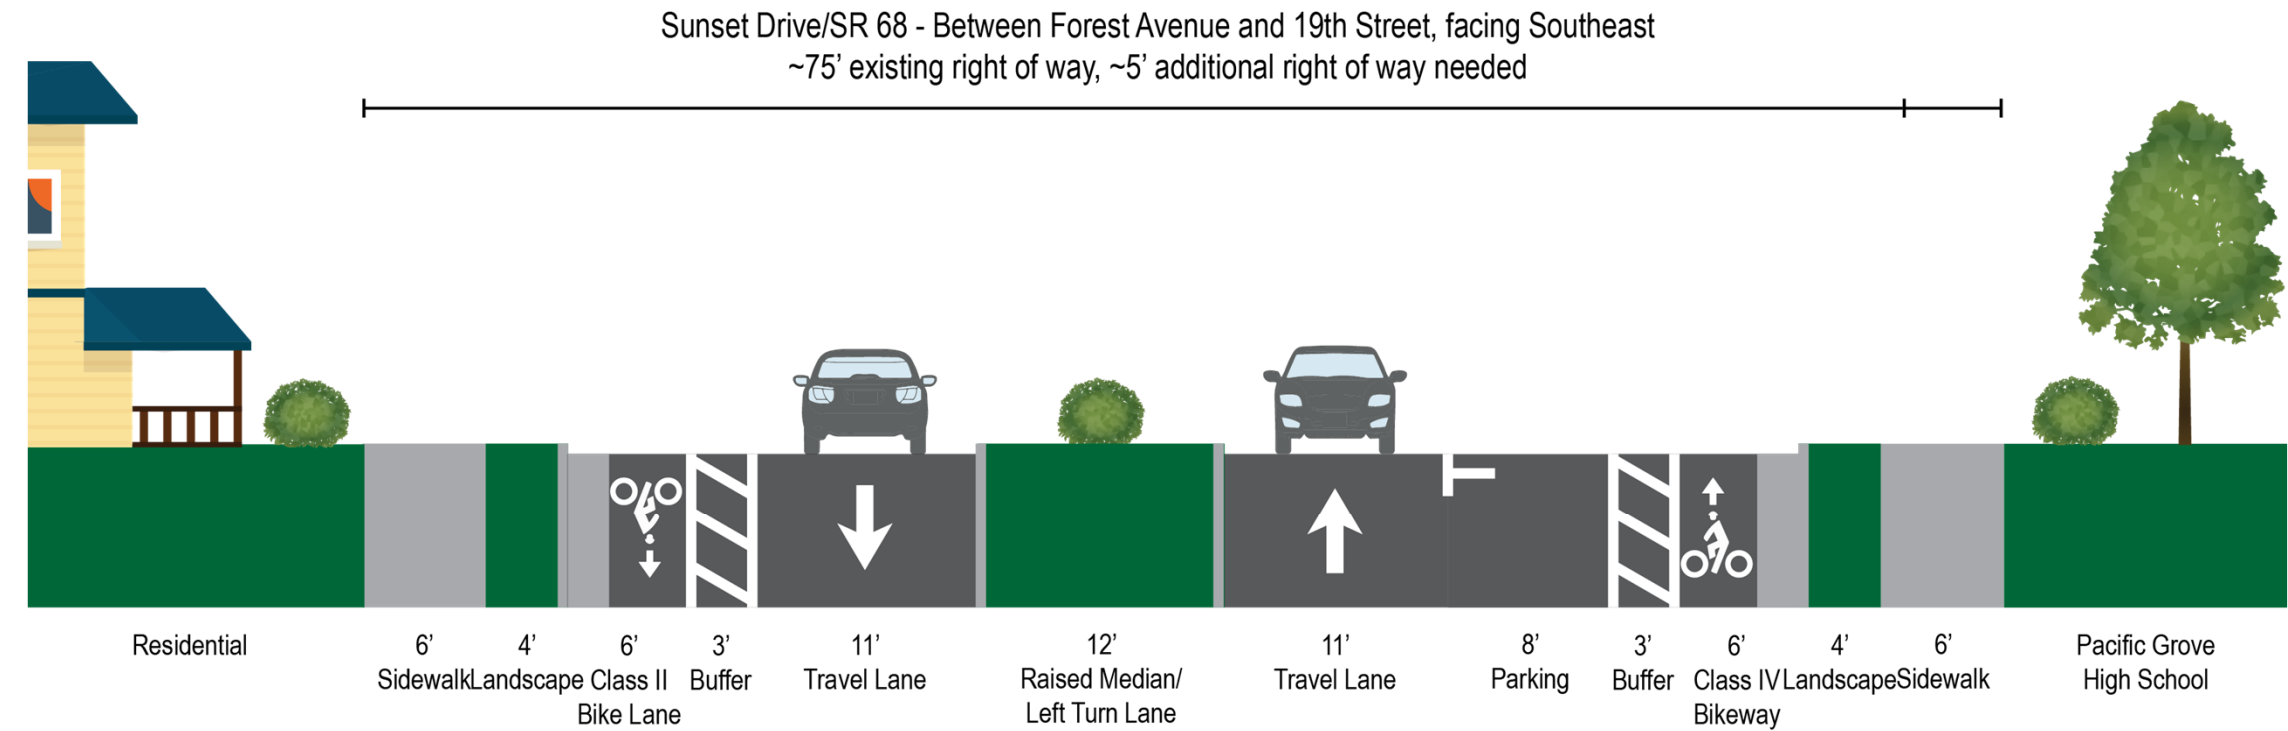 Sunset Drive/SR 68 - Between Forest Avenue and 19th Street, facing Southeast
~75’ existing right of way, ~5’ additional right of way needed
Residential
6’
Sidewalk
4’
Landscape
6’
Class II
Bike Lane
3’
Buffer
11’
Travel Lane
12’
Raised Median/
Left Turn Lane
11’
Travel Lane
8’
Parking
3’
Buffer
6’
Class IV
Bikeway
4’
Landscape
6’
Sidewalk
Pacific Grove
High School